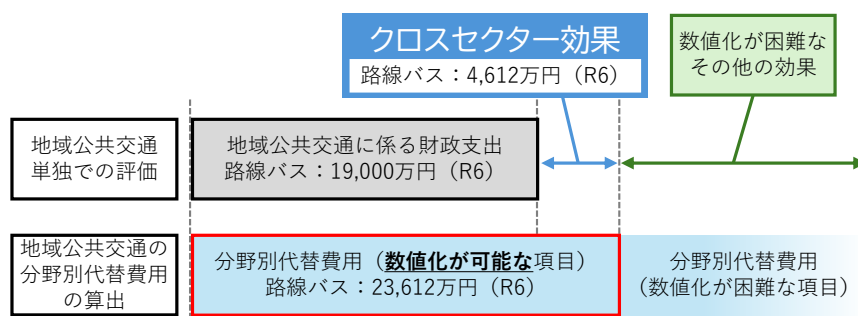 クロスセクター効果
路線バス：4,612万円（R6）
数値化が困難な
その他の効果
地域公共交通
単独での評価
地域公共交通に係る財政支出
路線バス：19,000万円（R6）
地域公共交通の
分野別代替費用
の算出
分野別代替費用（数値化が可能な項目）
路線バス：23,612万円（R6）
分野別代替費用
（数値化が困難な項目）